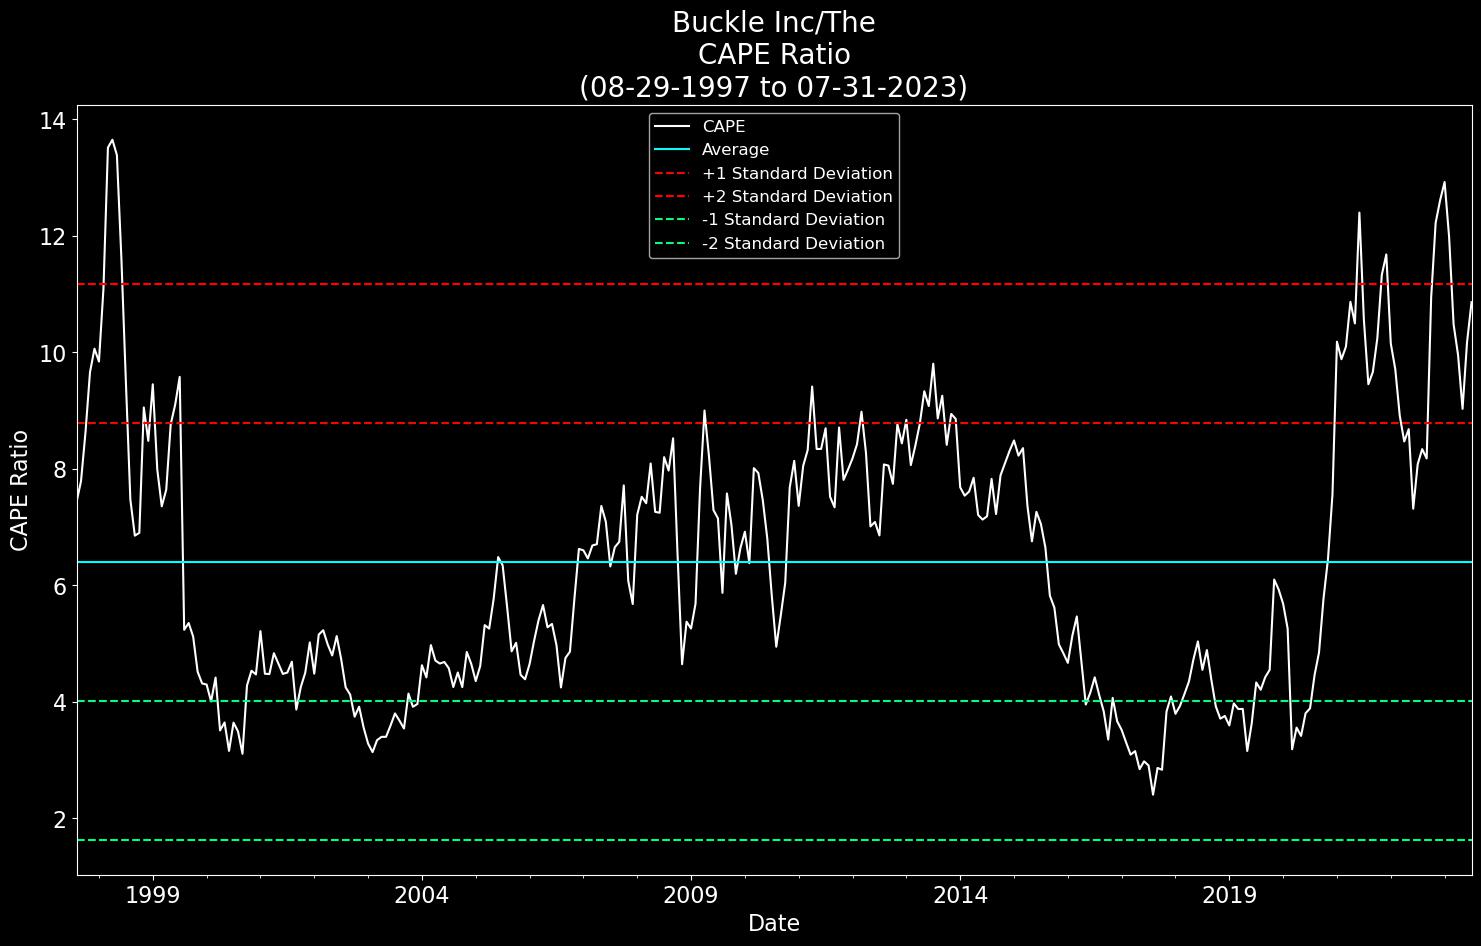 Buckle Inc/The
CAPE Ratio
(08-29-1997 to 07-31-2023)
CAPE
Average
+1 Standard Deviation
+2 Standard Deviation
-1 Standard Deviation
-2 Standard Deviation
CAPE Ratio
14
12
10
8
6
4
2
1999 2004 2009 2014 2019
Date